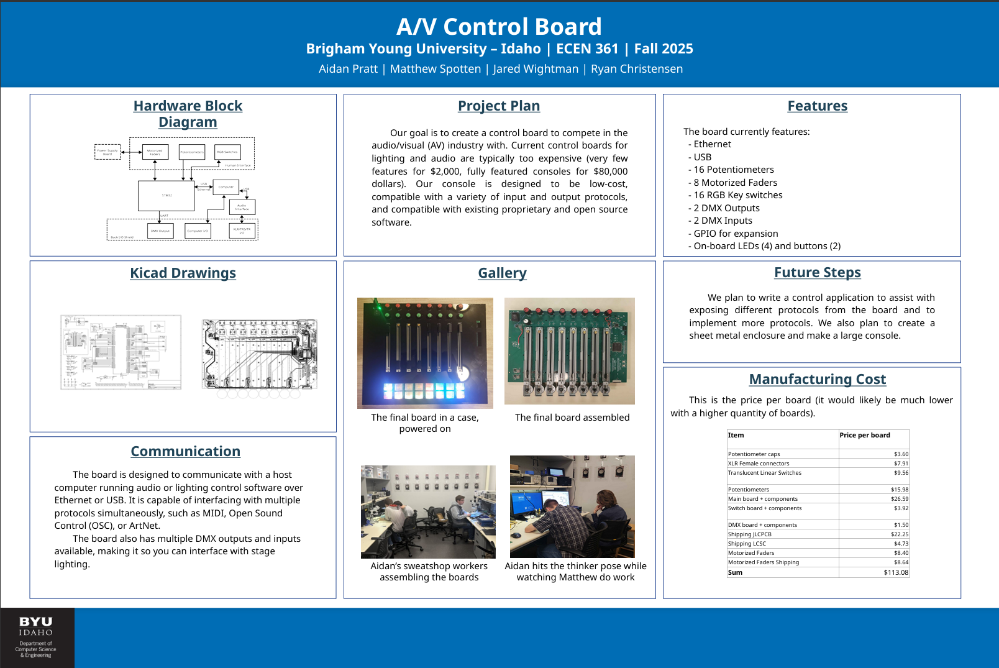 A/V Control Board
Brigham Young University – Idaho | ECEN 361 | Fall 2025
Aidan Pratt | Matthew Spotten | Jared Wightman | Ryan Christensen
Hardware Block
Diagram
Power Supply
Board
Motorized
Faders
Potenciometers
RGB Switches
Human Interface
STM32
USB
Ethernet
Computer
USB
Audio
Interface
UART
DMX Output
Computer I/O
XLR/TRS/TR
I/O
Back I/O Shield
Kicad Drawings
Communication
The board is designed to communicate with a host
computer running audio or lighting control software over
Ethernet or USB. It is capable of interfacing with multiple
protocols simultaneously, such as MIDI, Open Sound
Control (OSC), or ArtNet.
The board also has multiple DMX outputs and inputs
available, making it so you can interface with stage
lighting.
Project Plan
Our goal is to create a control board to compete in the
audio/visual (AV) industry with. Current control boards for
lighting and audio are typically too expensive (very few
features for $2,000, fully featured consoles for $80,000
dollars). Our console is designed to be low-cost,
compatible with a variety of input and output protocols,
and compatible with existing proprietary and open source
software.
Gallery
The final board in a case,
powered on
The final board assembled
Aidan’s sweatshop workers
assembling the boards
Aidan hits the thinker pose while
watching Matthew do work
Features
The board currently features:
- Ethernet
- USB
- 16 Potentiometers
- 8 Motorized Faders
- 16 RGB Key switches
- 2 DMX Outputs
- 2 DMX Inputs
- GPIO for expansion
- On-board LEDs (4) and buttons (2)
Future Steps
We plan to write a control application to assist with
exposing different protocols from the board and to
implement more protocols. We also plan to create a
sheet metal enclosure and make a large console.
Manufacturing Cost
This is the price per board (it would likely be much lower
with a higher quantity of boards).
Item Price per board
Potentiometer caps $3.60
XLR Female connectors $7.91
Translucent Linear Switches $9.56
Potentiometers $15.98
Main board + components $26.59
Switch board + components $3.92
DMX board + components $1.50
Shipping JLCPCB $22.25
Shipping LCSC $4.73
Motorized Faders $8.40
Motorized Faders Shipping $8.64
Sum $113.08
BYU
IDAHO
Department of
Computer Science
& Engineering